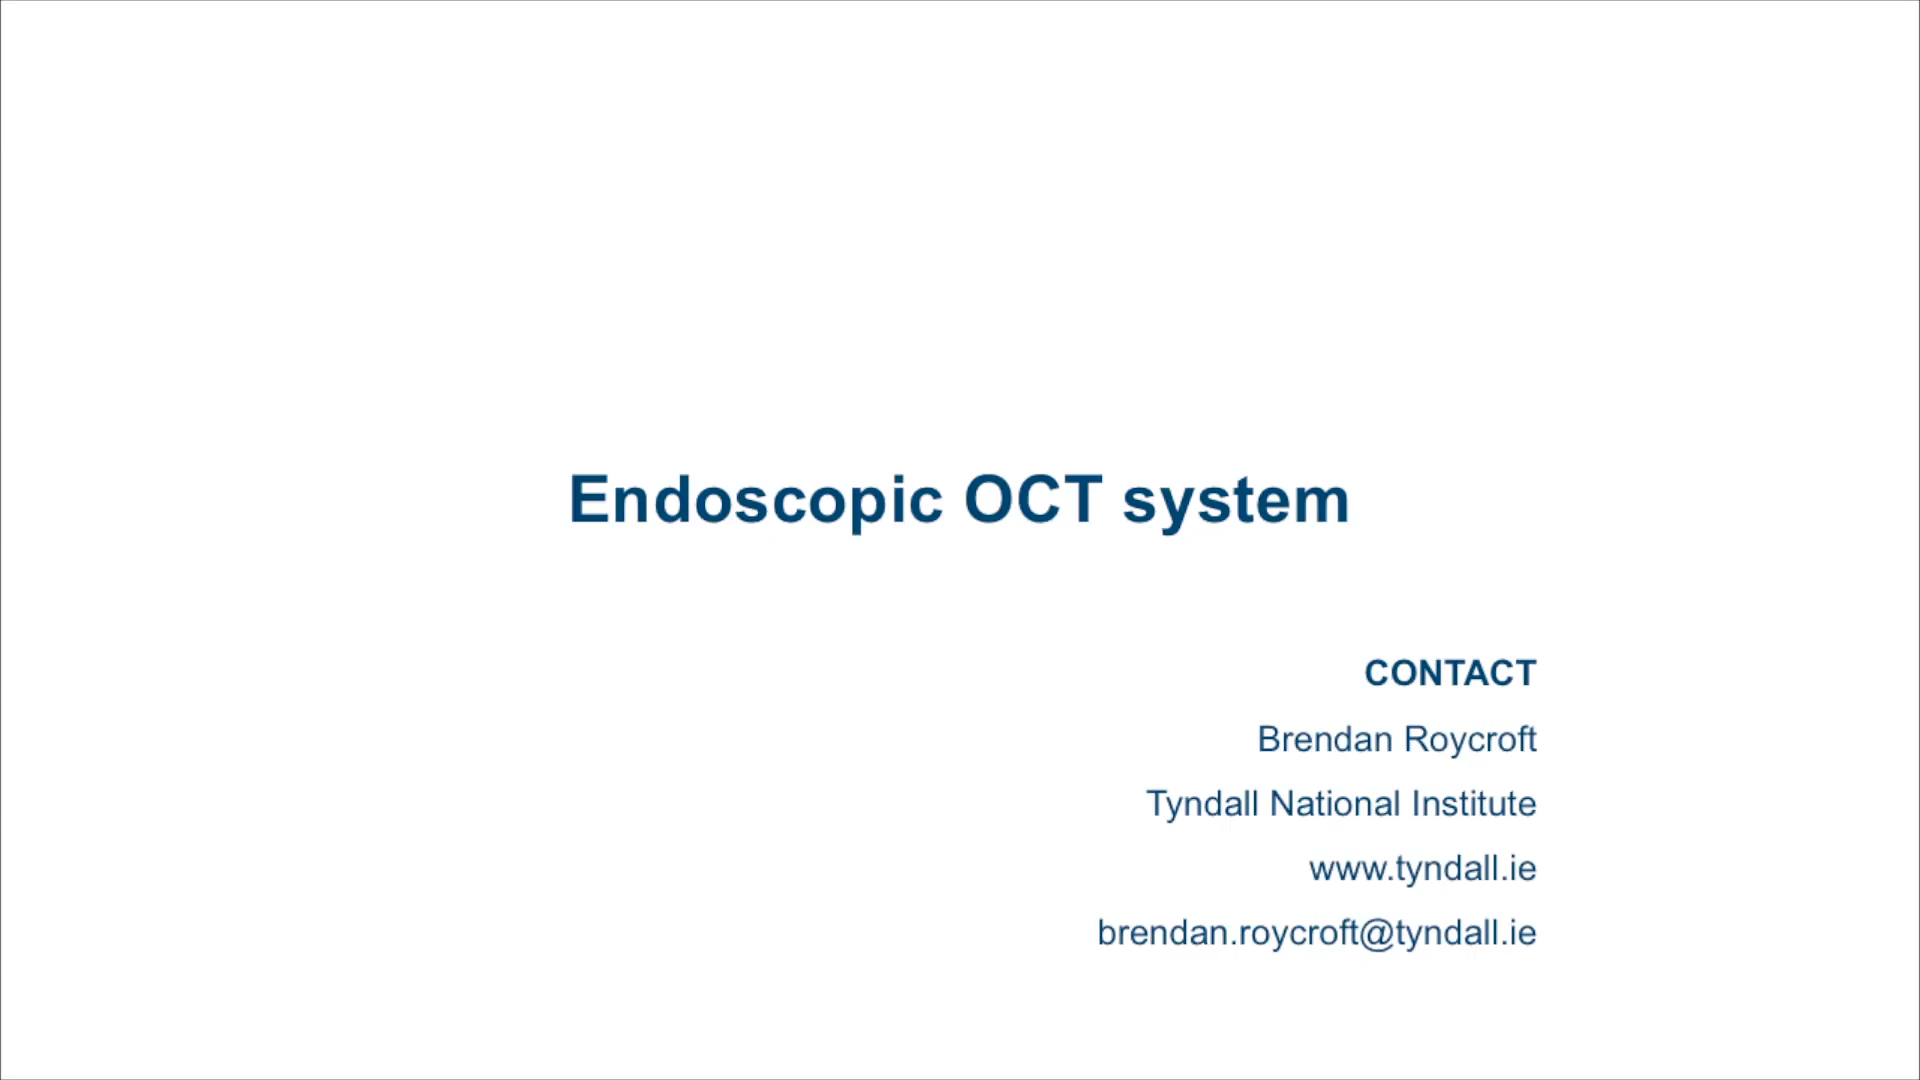 Endoscopic OCT system
CONTACT
Brendan Roycroft
Tyndall National Institute
www.tyndall.ie
brendan.roycroft@tyndall.ie